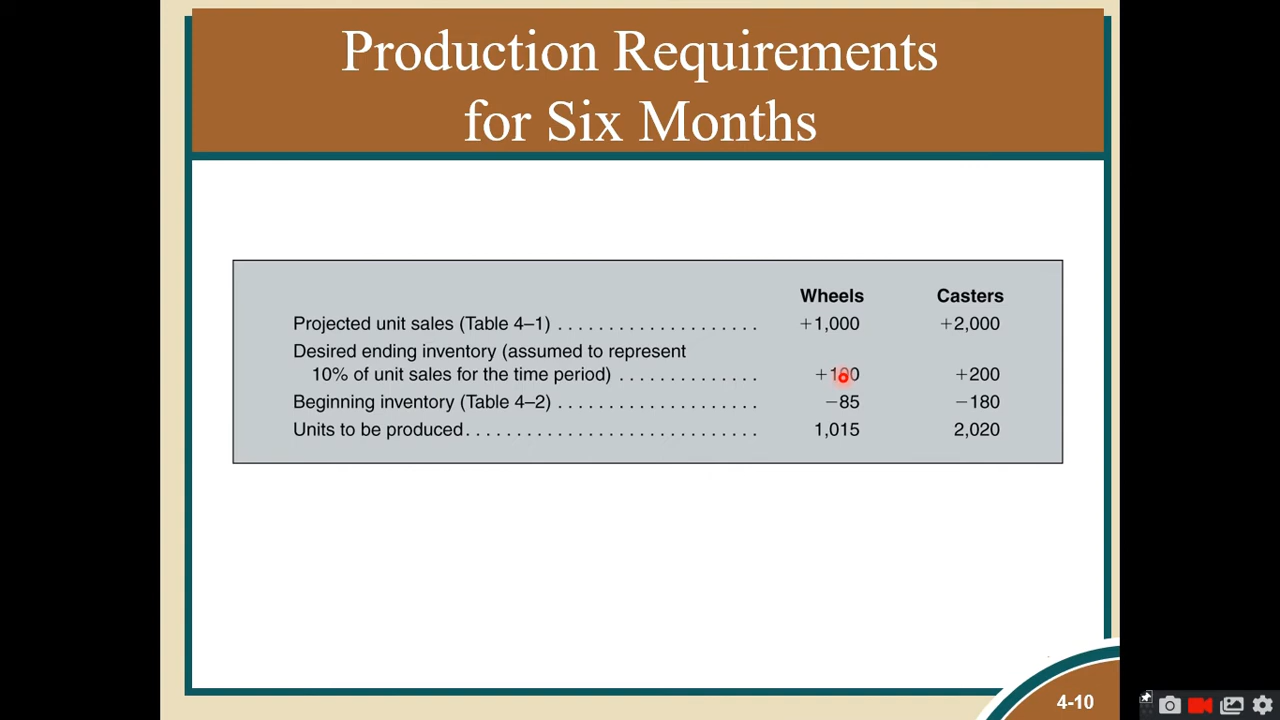 Production Requirements
for Six Months
Wheels Casters
Projected unit sales (Table 4–1) . . . . . . . . . . . . . . . . . . . . . +1,000 +2,000
Desired ending inventory (assumed to represent
10% of unit sales for the time period) . . . . . . . . . . . . . . +100 +200
Beginning inventory (Table 4–2) . . . . . . . . . . . . . . . . . . . . −85 −180
Units to be produced. . . . . . . . . . . . . . . . . . . . . . . . . . . . . 1,015 2,020
4-10